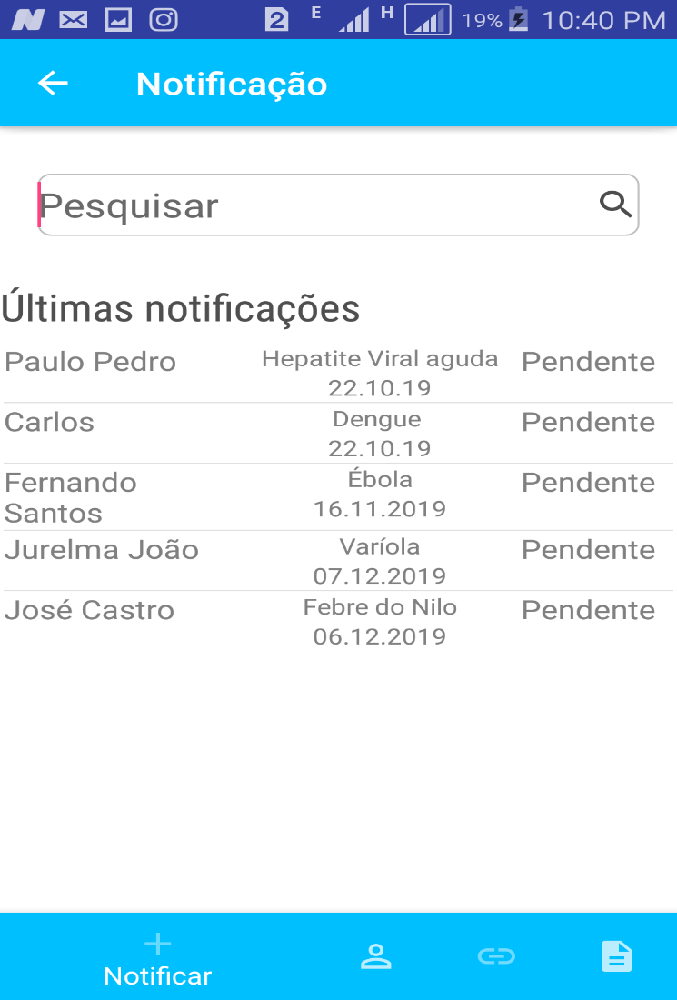 2 E H 19% 10:40 PM
Notificação
Pesquisar
Últimas notificações
Paulo Pedro Hepatite Viral aguda Pendente
22.10.19
Carlos Dengue Pendente
22.10.19
Fernando Ébola Pendente
Santos 16.11.2019
Jurelma João Varíola Pendente
07.12.2019
José Castro Febre do Nilo Pendente
06.12.2019
Notificar